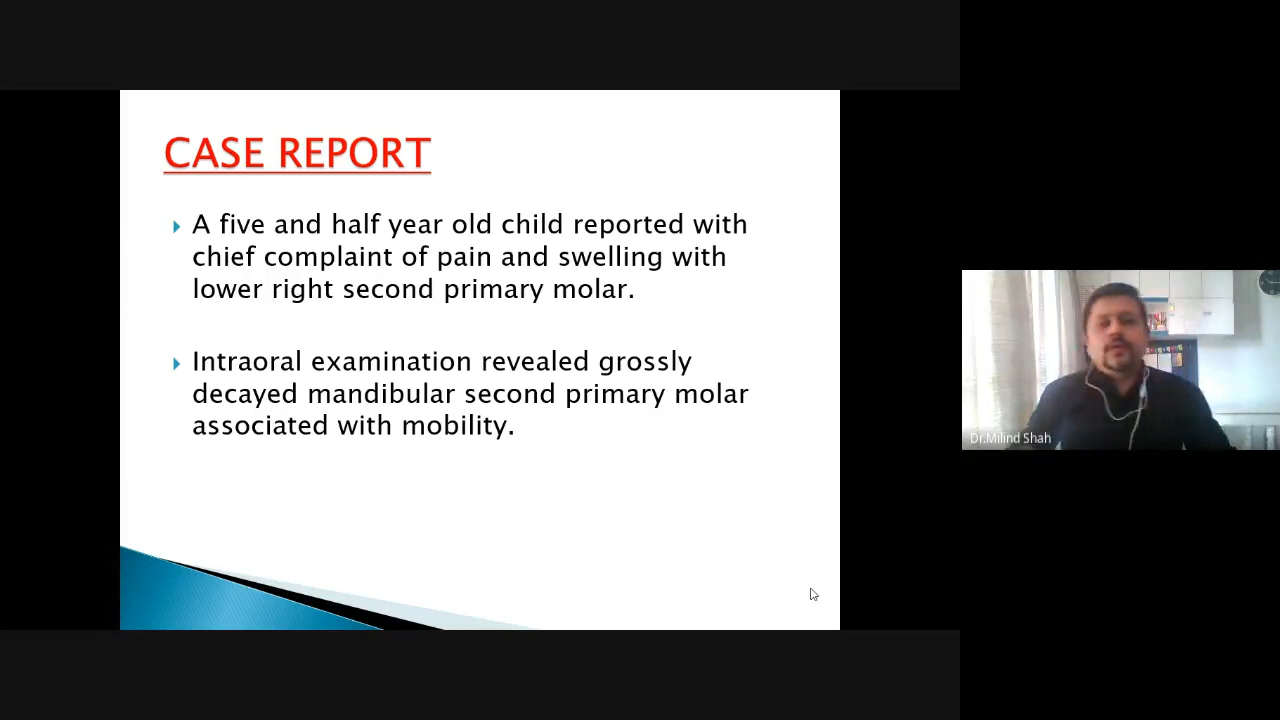 CASE REPORT
A five and half year old child reported with
chief complaint of pain and swelling with
lower right second primary molar.
Intraoral examination revealed grossly
decayed mandibular second primary molar
associated with mobility.
Dr.Milind Shah